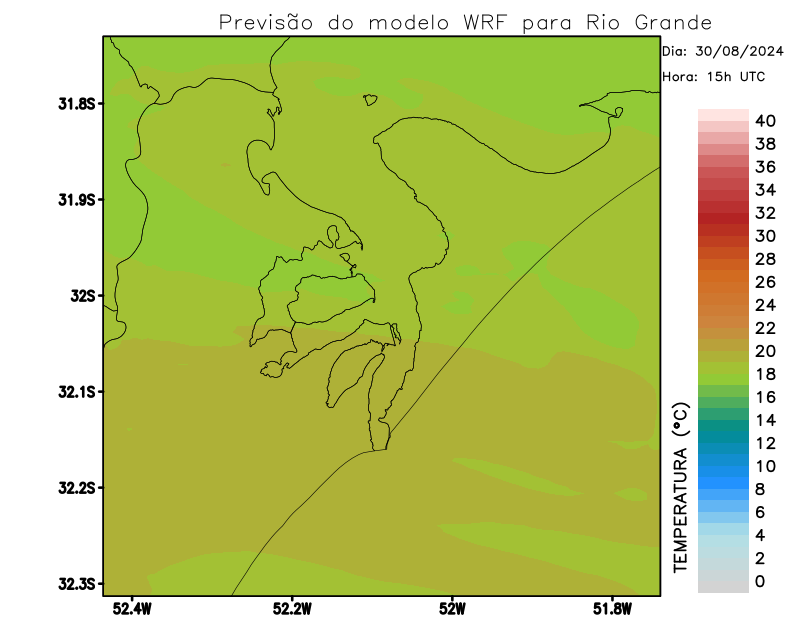 Previsão do modelo WRF para Rio Grande
Dia: 30/08/2024
Hora: 15h UTC
31.8S
31.9S
32S
32.1S
32.2S
32.3S
52.4W
52.2W
52W
51.8W
40
38
36
34
32
30
28
26
24
22
20
18
16
14
12
10
8
6
4
2
0
TEMPERATURA (°C)